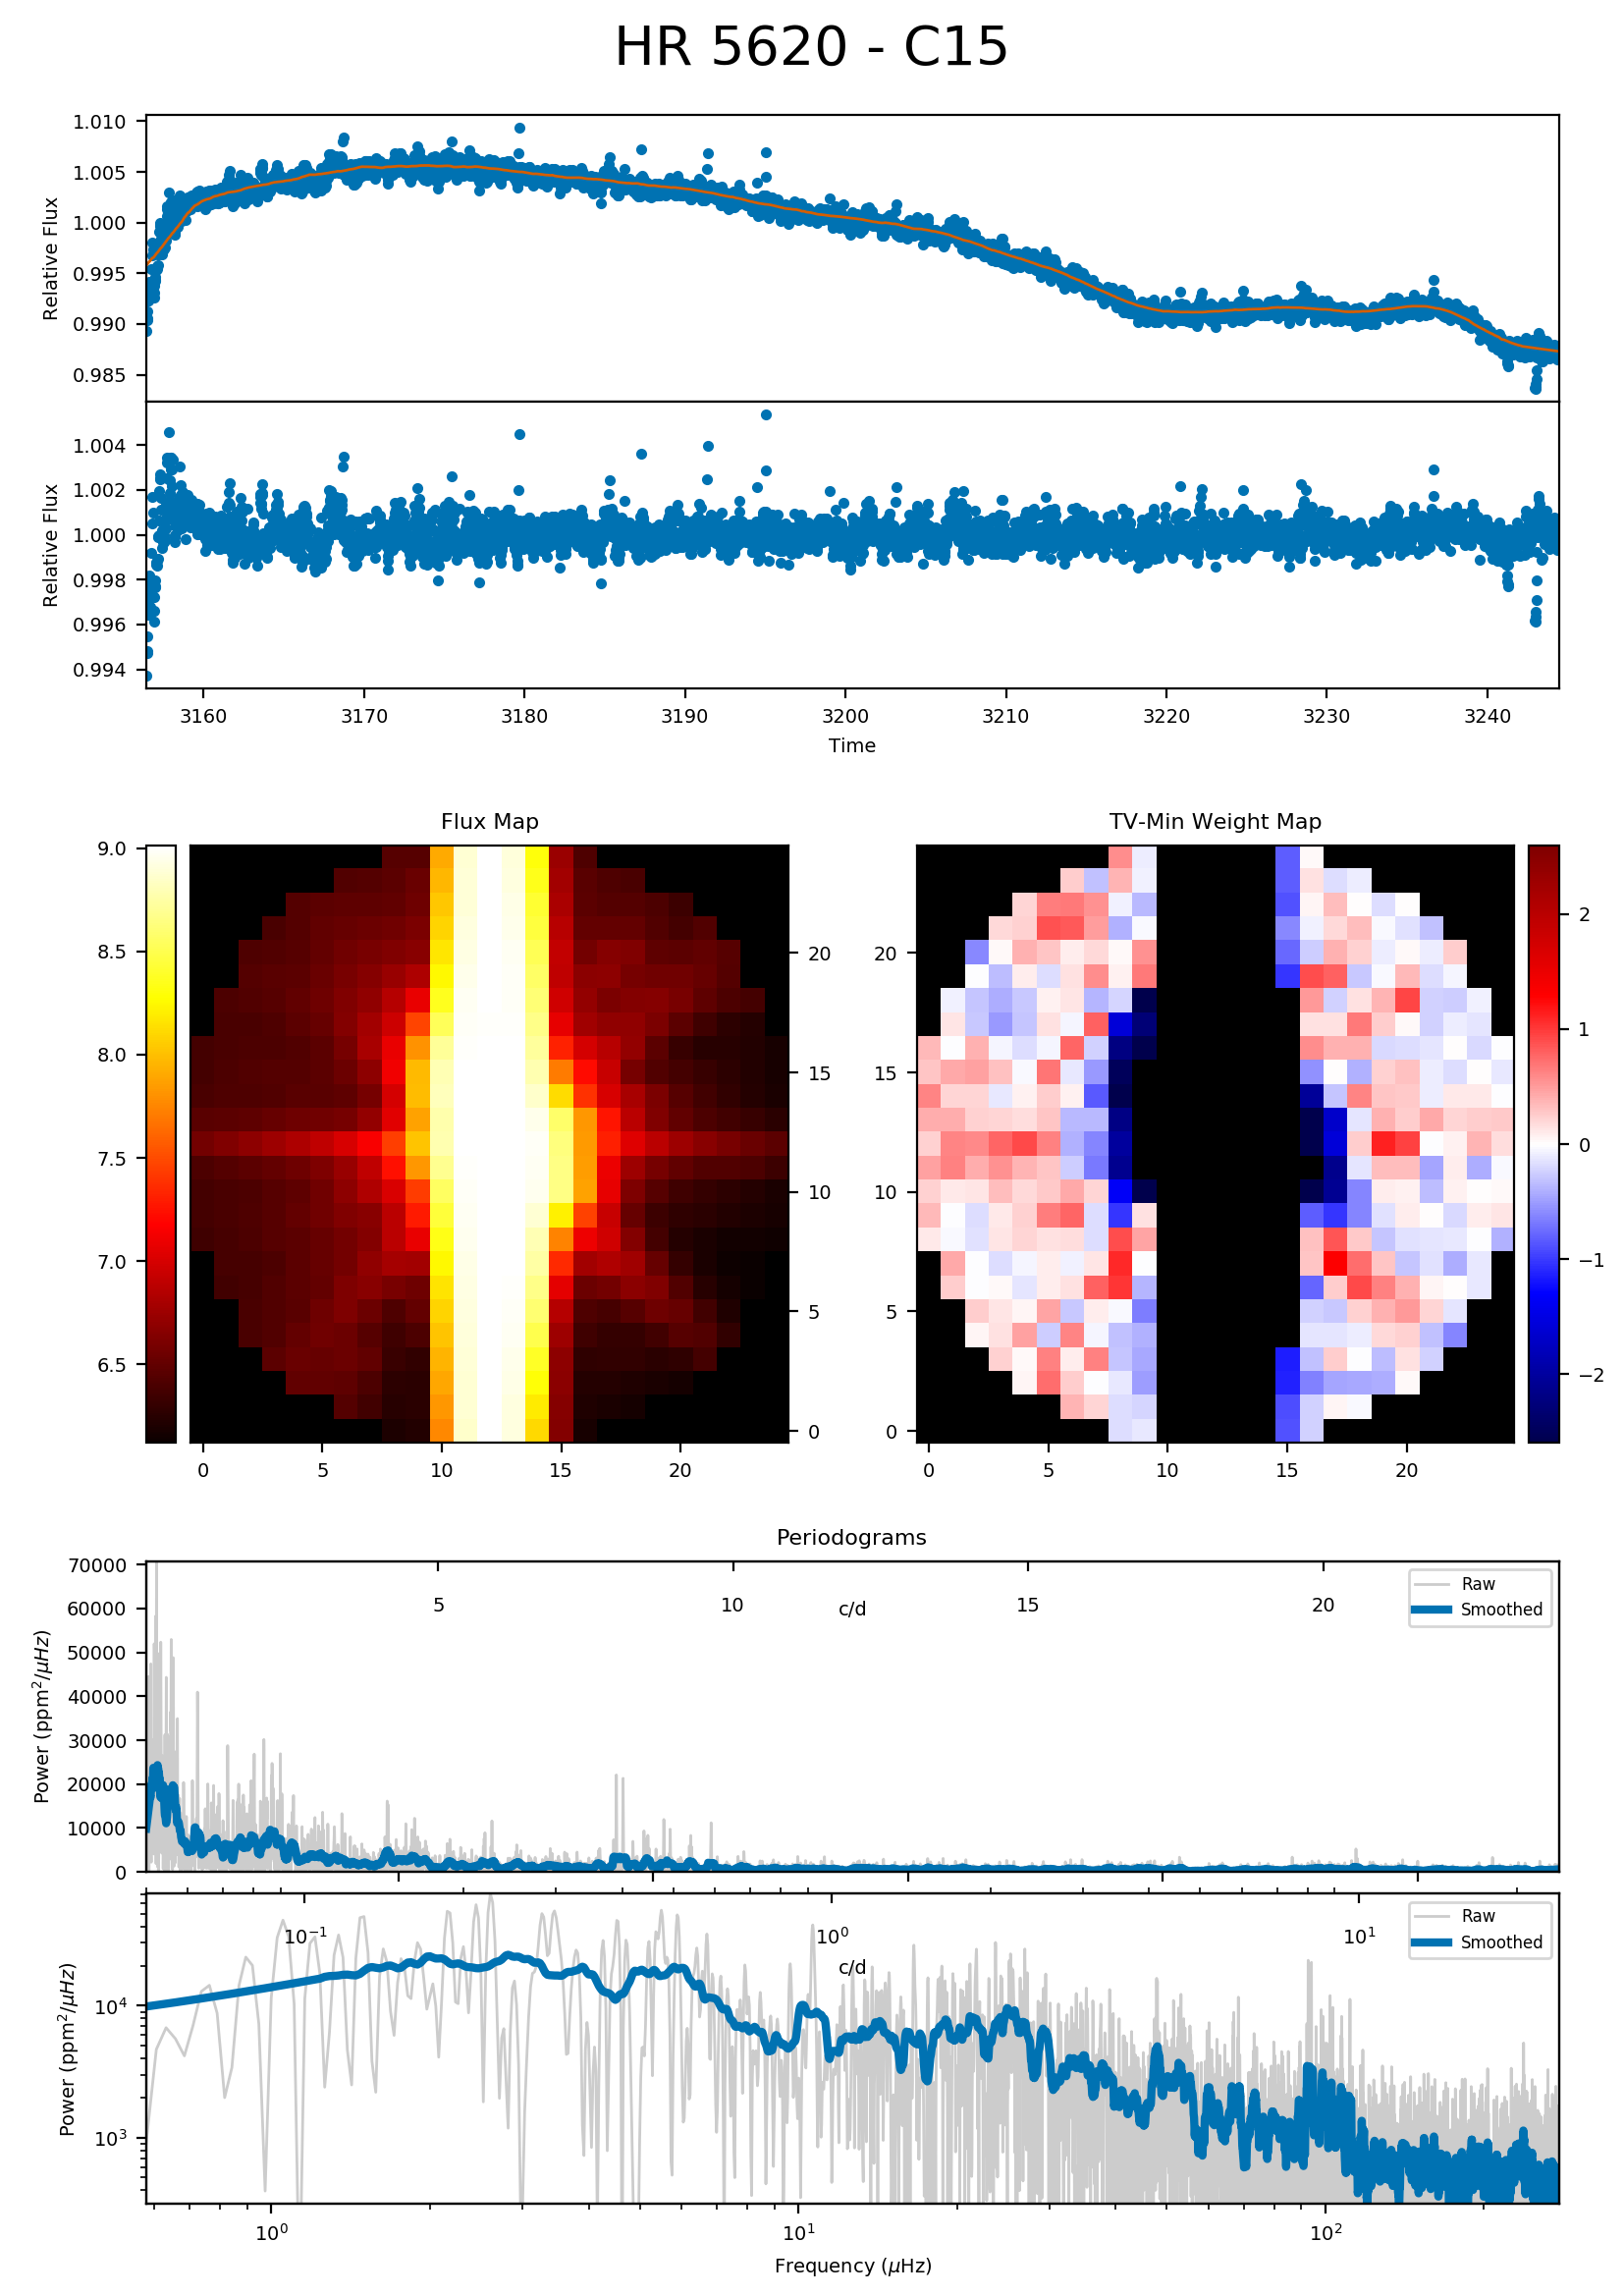 HR 5620 - C15
1.010
1.005
1.000
0.995
0.990
0.985
Relative Flux
1.004
1.002
1.000
0.998
0.996
0.994
Relative Flux
3160 3170 3180 3190 3200 3210 3220 3230 3240
Time
Flux Map
9.0
8.5
8.0
7.5
7.0
6.5
20
15
10
5
0
0 5 10 15 20
TV-Min Weight Map
20
15
10
5
0
2
1
0
−1
−2
0 5 10 15 20
Periodograms
70000
60000
50000
40000
30000
20000
10000
0
Power (ppm²/μHz)
5 10 15 20
c/d
Raw
Smoothed
10⁻¹ 10⁰ 10¹
c/d
Raw
Smoothed
10⁴
10³
Power (ppm²/μHz)
10⁰ 10¹ 10²
Frequency (μHz)